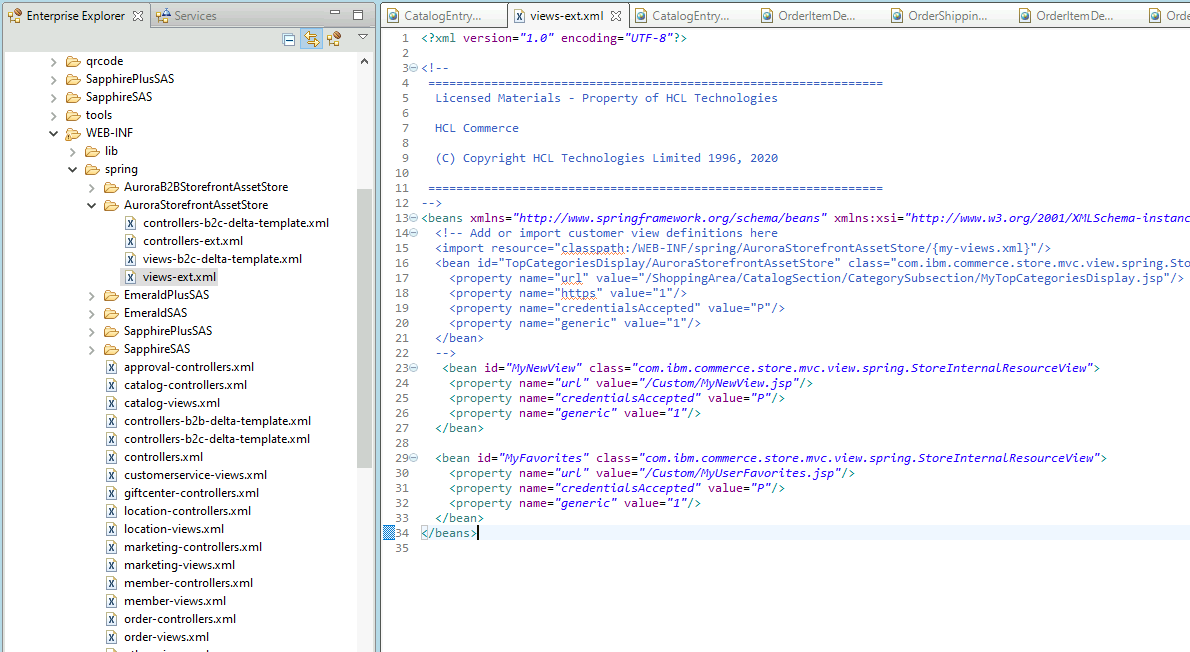 Enterprise Explorer
Services
qrcode
SapphirePlusSAS
SapphireSAS
tools
WEB-INF
lib
spring
AuroraB2BStorefrontAssetStore
AuroraStorefrontAssetStore
controllers-b2c-delta-template.xml
controllers-ext.xml
views-b2c-delta-template.xml
views-ext.xml
EmeraldPlusSAS
EmeraldSAS
SapphirePlusSAS
SapphireSAS
approval-controllers.xml
catalog-controllers.xml
catalog-views.xml
controllers-b2b-delta-template.xml
controllers-b2c-delta-template.xml
controllers.xml
customerservice-views.xml
giftcenter-controllers.xml
location-controllers.xml
location-views.xml
marketing-controllers.xml
marketing-views.xml
member-controllers.xml
member-views.xml
order-controllers.xml
order-views.xml
CatalogEntry...
views-ext.xml
CatalogEntry...
OrderItemDe...
OrderShippin...
OrderItemDe...
Orde
1 <?xml version="1.0" encoding="UTF-8"?>
2
3 <!--
4 =================================================================
5 Licensed Materials - Property of HCL Technologies
6
7 HCL Commerce
8
9 (C) Copyright HCL Technologies Limited 1996, 2020
10
11 =================================================================
12 -->
13 <beans xmlns="http://www.springframework.org/schema/beans" xmlns:xsi="http://www.w3.org/2001/XMLSchema-instanc
14 <!-- Add or import customer view definitions here
15 <import resource="classpath:/WEB-INF/spring/AuroraStorefrontAssetStore/{my-views.xml}"/>
16 <bean id="TopCategoriesDisplay/AuroraStorefrontAssetStore" class="com.ibm.commerce.store.mvc.view.spring.Sto
17 <property name="url" value="/ShoppingArea/CatalogSection/CategorySubsection/MyTopCategoriesDisplay.jsp"/>
18 <property name="https" value="1"/>
19 <property name="credentialsAccepted" value="P"/>
20 <property name="generic" value="1"/>
21 </bean>
22 -->
23 <bean id="MyNewView" class="com.ibm.commerce.store.mvc.view.spring.StoreInternalResourceView">
24 <property name="url" value="/Custom/MyNewView.jsp"/>
25 <property name="credentialsAccepted" value="P"/>
26 <property name="generic" value="1"/>
27 </bean>
28
29 <bean id="MyFavorites" class="com.ibm.commerce.store.mvc.view.spring.StoreInternalResourceView">
30 <property name="url" value="/Custom/MyUserFavorites.jsp"/>
31 <property name="credentialsAccepted" value="P"/>
32 <property name="generic" value="1"/>
33 </bean>
34 </beans>
35